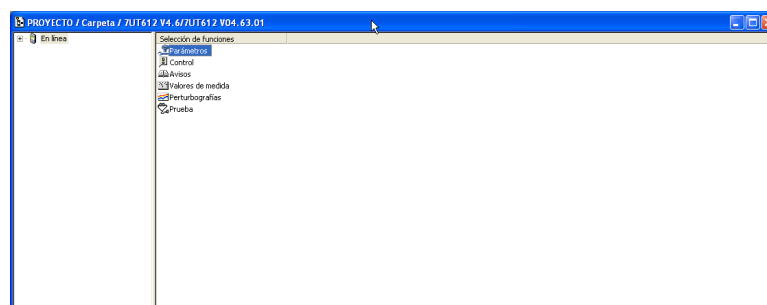 PROYECTO / Carpeta / 7UT612 V4.6/7UT612 V04.63.01
En línea
Selección de funciones
Parámetros
Control
Avisos
Valores de medida
Perturbografías
Prueba